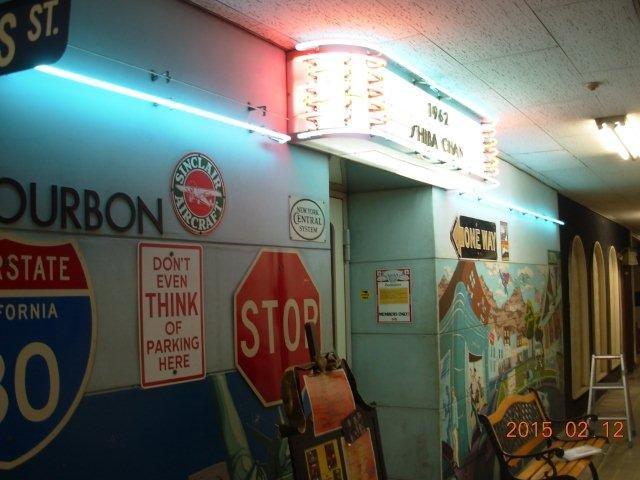 S ST.
1962
SHIBA CHAN
OURBON
SINCLAIR
AIRCRAFT
NEW YORK
CENTRAL
SYSTEM
ONE WAY
RSTATE
FORNIA
80
DON'T
EVEN
THINK
OF
PARKING
HERE
STOP
MEMBERS ONLY
2015 02 12